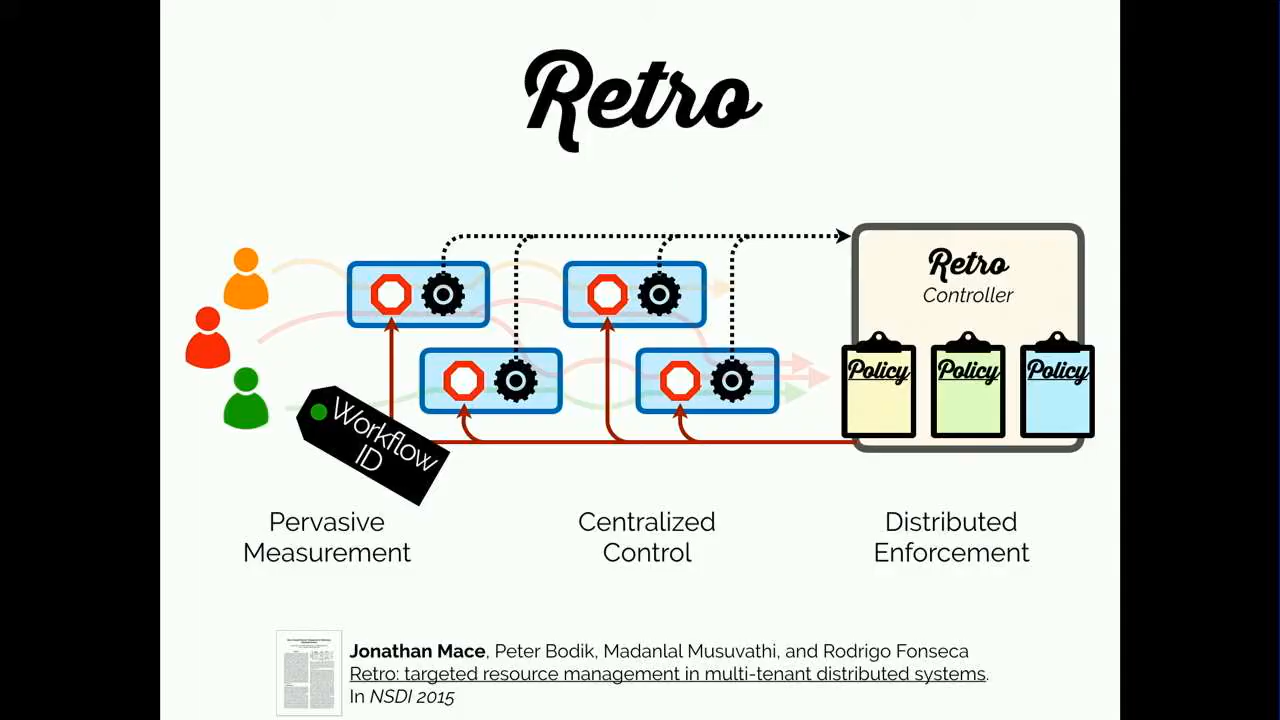 Retro
Retro
Controller
Policy
Policy
Policy
Workflow
ID
Pervasive
Measurement
Centralized
Control
Distributed
Enforcement
Jonathan Mace, Peter Bodik, Madanlal Musuvathi, and Rodrigo Fonseca
Retro: targeted resource management in multi-tenant distributed systems.
In NSDI 2015